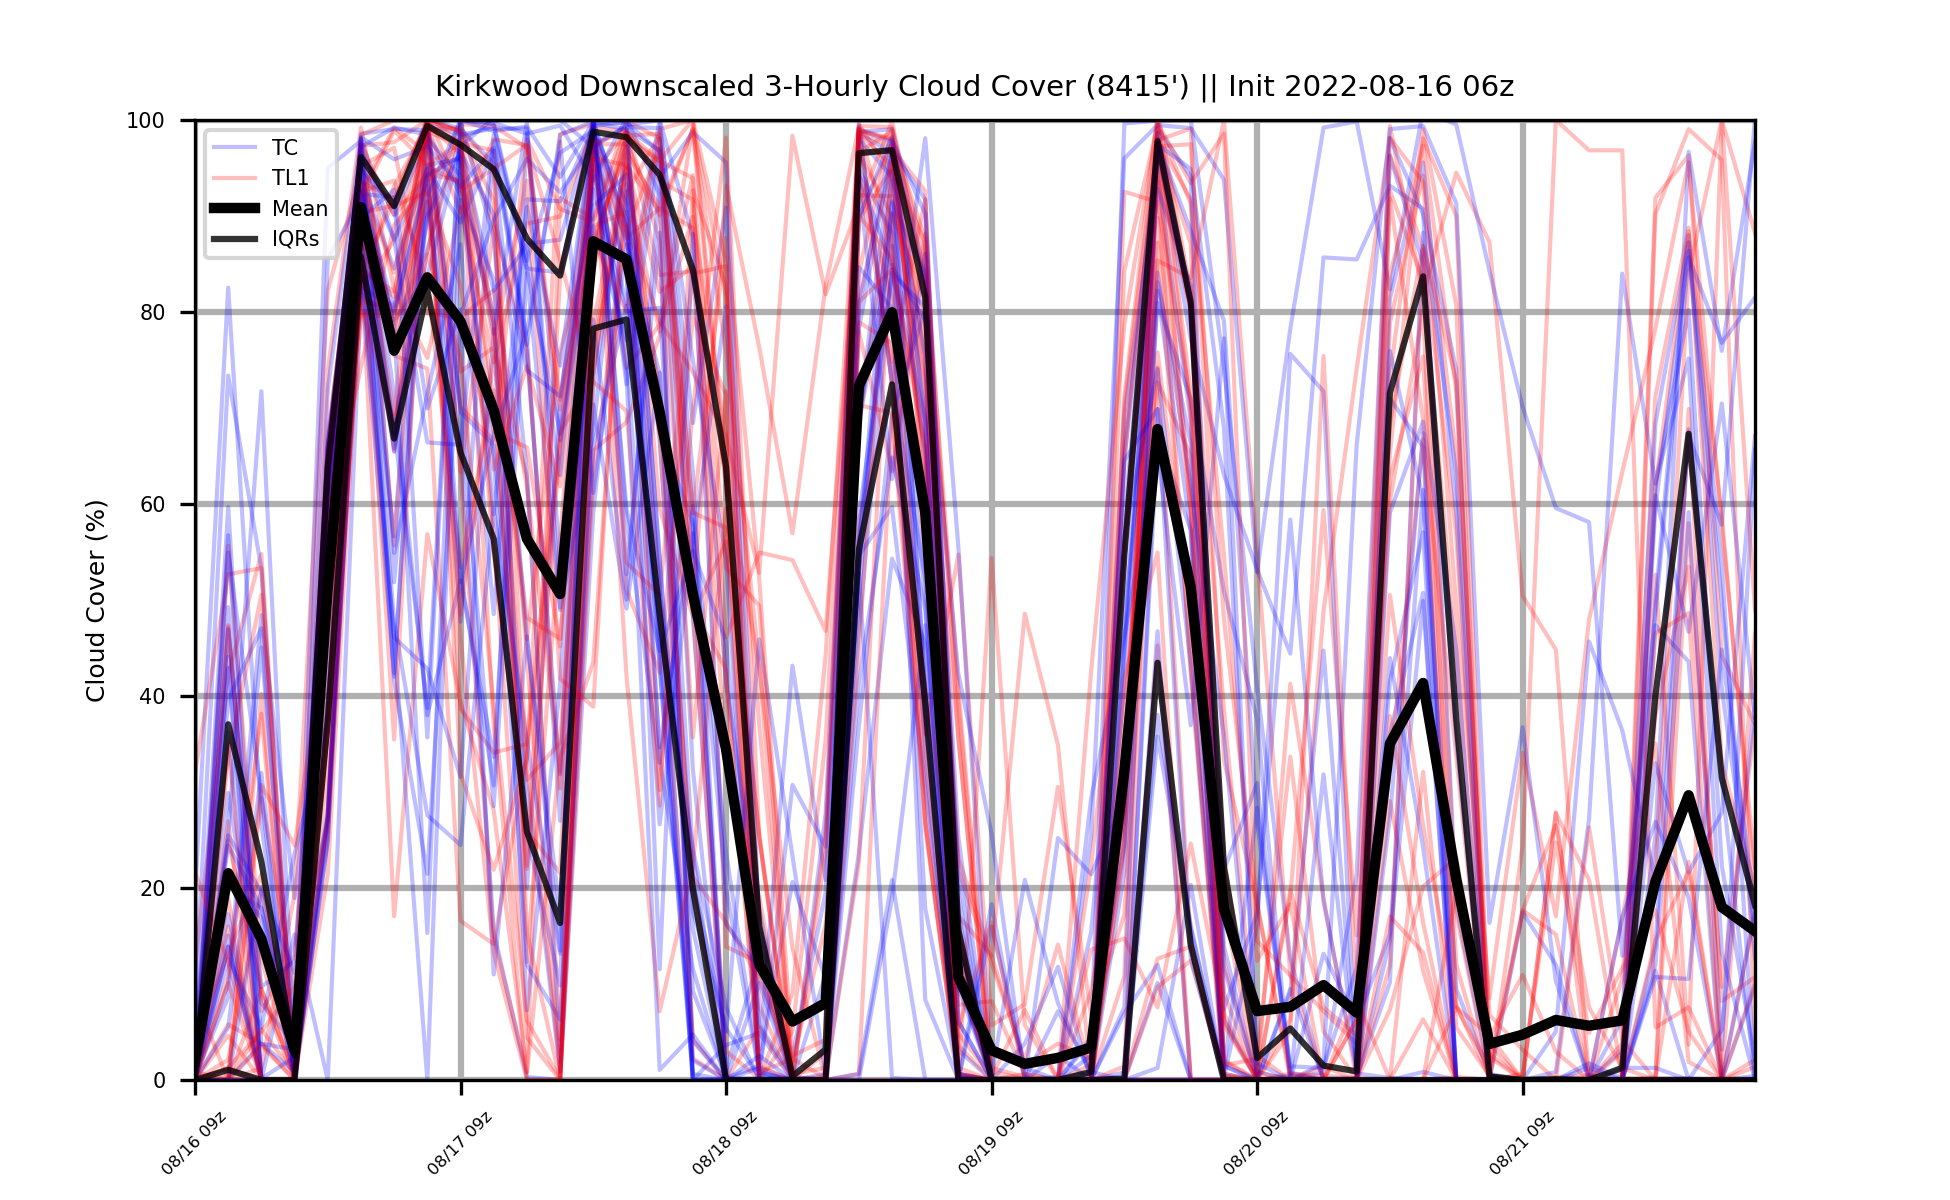 Kirkwood Downscaled 3-Hourly Cloud Cover (8415') || Init 2022-08-16 06z
TC
TL1
Mean
IQRs
Cloud Cover (%)
100
80
60
40
20
0
08/16 09z
08/17 09z
08/18 09z
08/19 09z
08/20 09z
08/21 09z